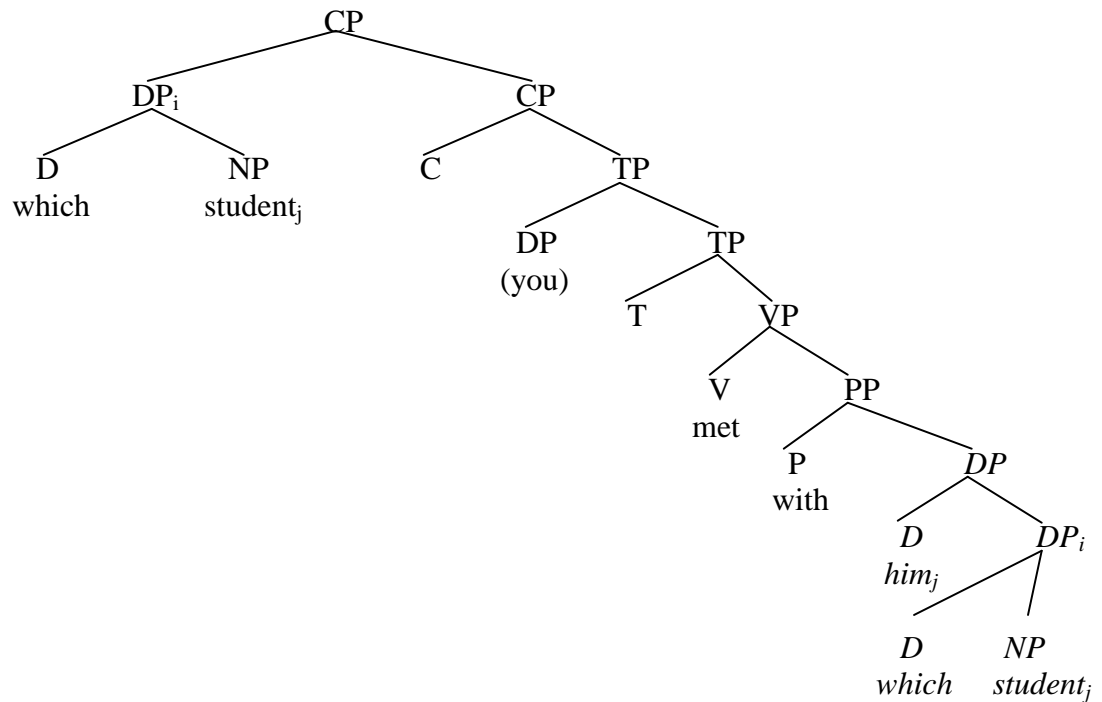 CP
DPᵢ CP
D NP C TP
which studentⱼ
DP TP
(you)
T VP
V PP
met
P DP
with
D DPᵢ
himⱼ
D NP
which studentⱼ